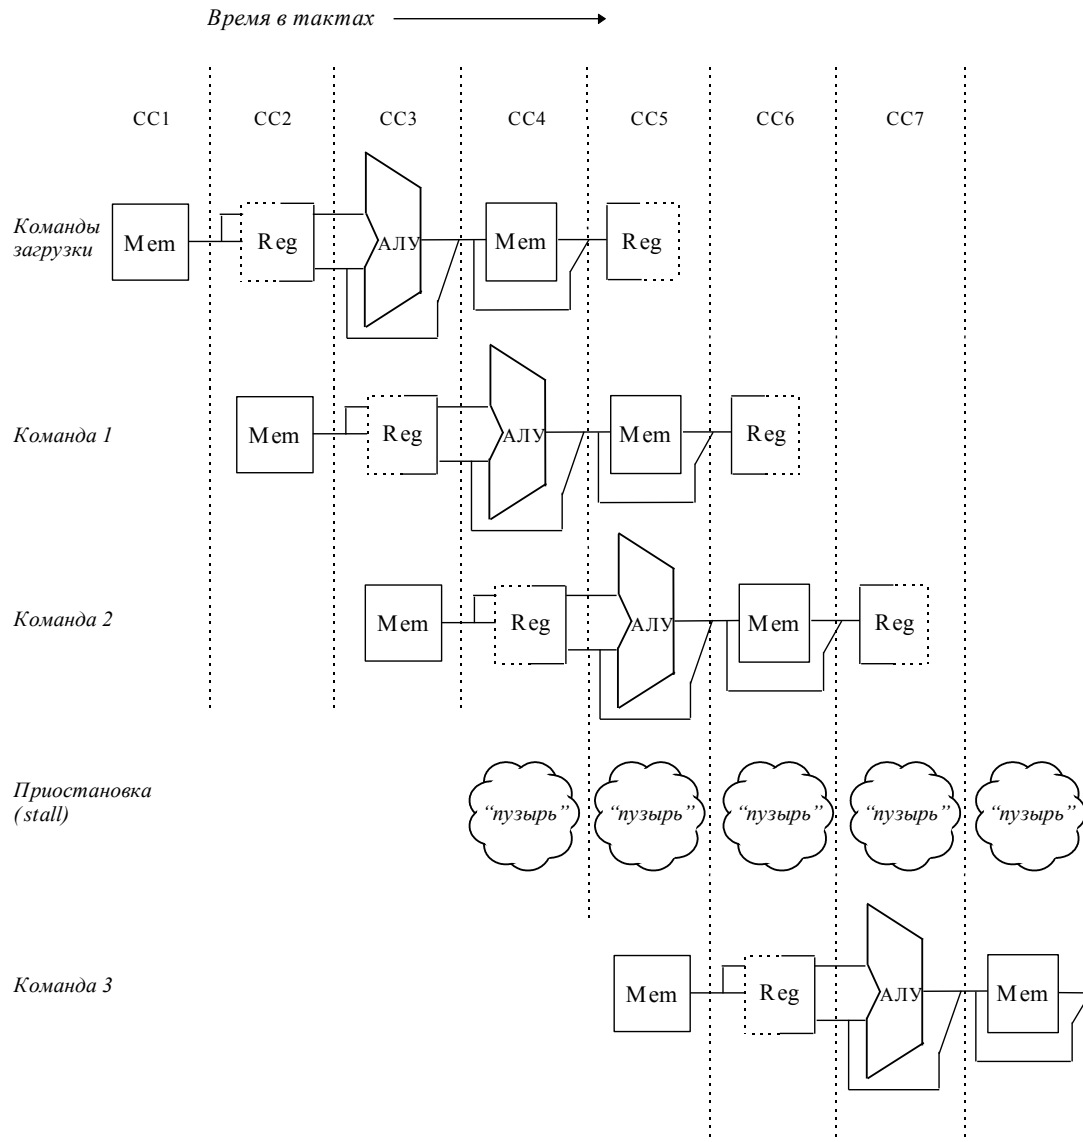 Время в тактах
CC1 CC2 CC3 CC4 CC5 CC6 CC7
Команды
загрузки
Mem Reg АЛУ Mem Reg
Команда 1
Mem Reg АЛУ Mem Reg
Команда 2
Mem Reg АЛУ Mem Reg
Приостановка
(stall)
“пузырь” “пузырь” “пузырь” “пузырь” “пузырь”
Команда 3
Mem Reg АЛУ Mem